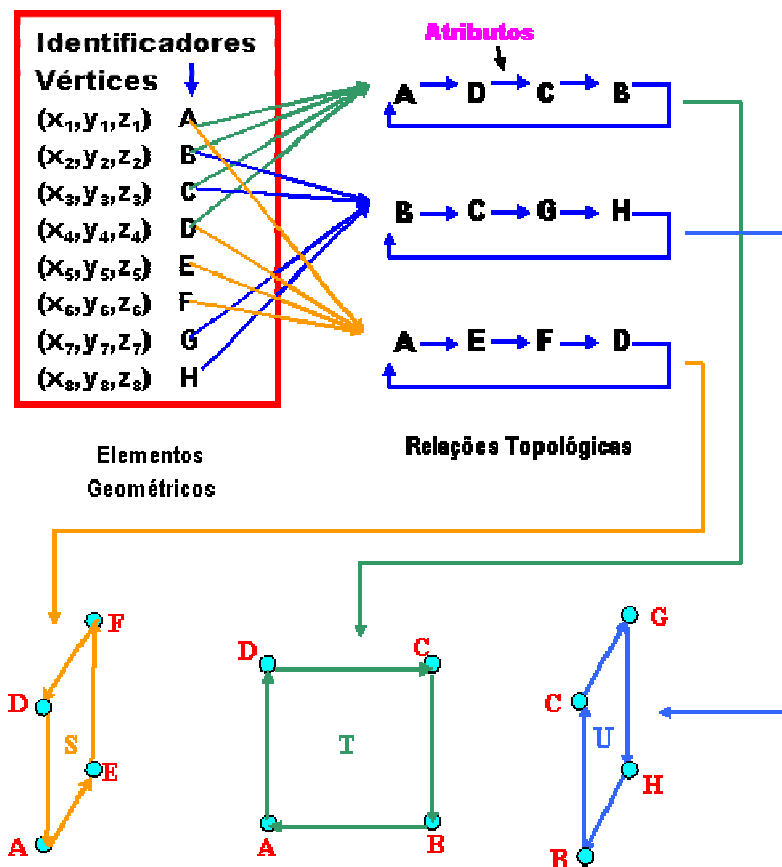 Identificadores
Vértices
(x₁,y₁,z₁) A
(x₂,y₂,z₂) B
(x₃,y₃,z₃) C
(x₄,y₄,z₄) D
(x₅,y₅,z₅) E
(x₆,y₆,z₆) F
(x₇,y₇,z₇) G
(x₈,y₈,z₈) H
Atributos
A D C B
B C G H
A E F D
Elementos
Geométricos
Relações Topológicas
F
D
S
E
A
D C
T
A B
G
C
U
H
B